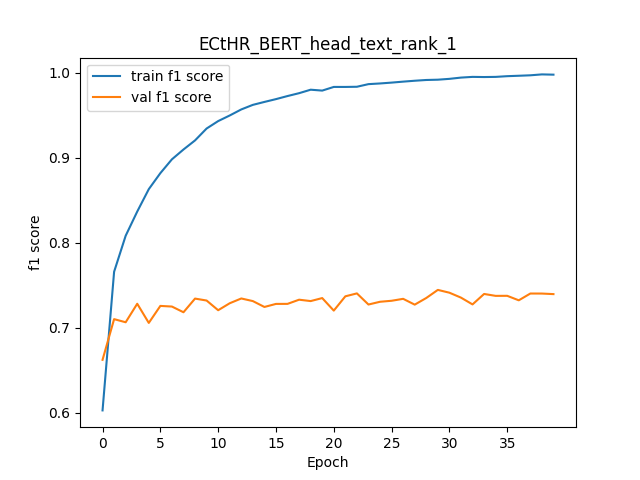 ECtHR_BERT_head_text_rank_1
train f1 score
val f1 score
f1 score
1.0
0.9
0.8
0.7
0.6
0 5 10 15 20 25 30 35
Epoch